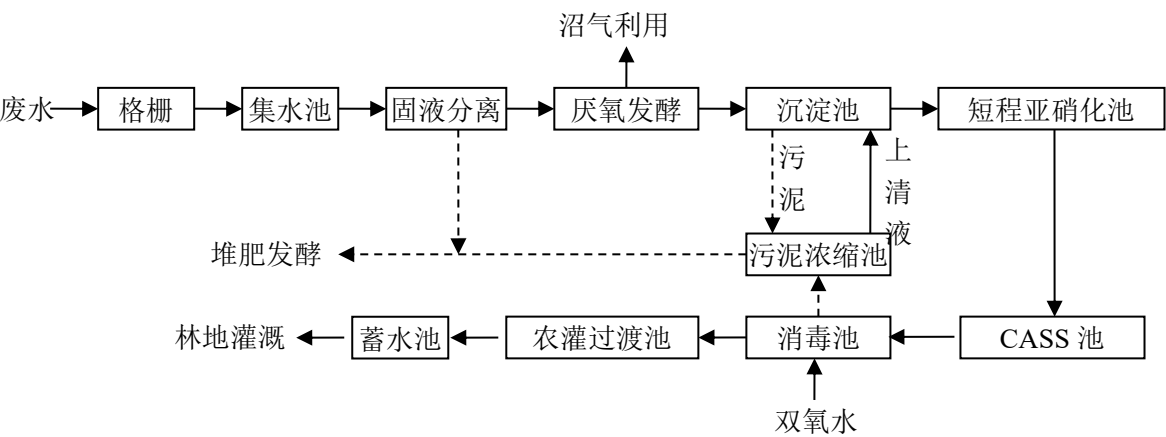 沼气利用
废水
格栅
集水池
固液分离
厌氧发酵
沉淀池
短程亚硝化池
污泥
上清液
堆肥发酵
污泥浓缩池
林地灌溉
蓄水池
农灌过渡池
消毒池
CASS 池
双氧水